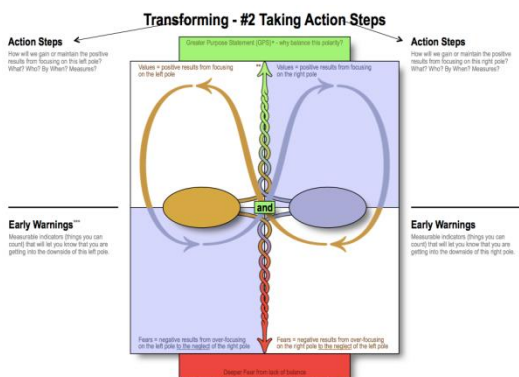 Transforming - #2 Taking Action Steps
Action Steps
How will we gain or maintain the positive
results from focusing on this left pole?
What? Who? By When? Measures?
Greater Purpose Statement (GPS)* - why balance this polarity?
Values = positive results from focusing
on the left pole
**
Values = positive results from focusing
on the right pole
Action Steps
How will we gain or maintain the positive
results from focusing on this right pole?
What? Who? By When? Measures?
and
Early Warnings***
Measurable indicators (things you can
count) that will let you know that you are
getting into the downside of this left pole.
Early Warnings
Measurable indicators (things you can
count) that will let you know that you are
getting into the downside of this right pole.
Fears = negative results from over-focusing
on the left pole to the neglect of the right pole
Fears = negative results from over-focusing
on the right pole to the neglect of the left pole
Deeper Fear from lack of balance